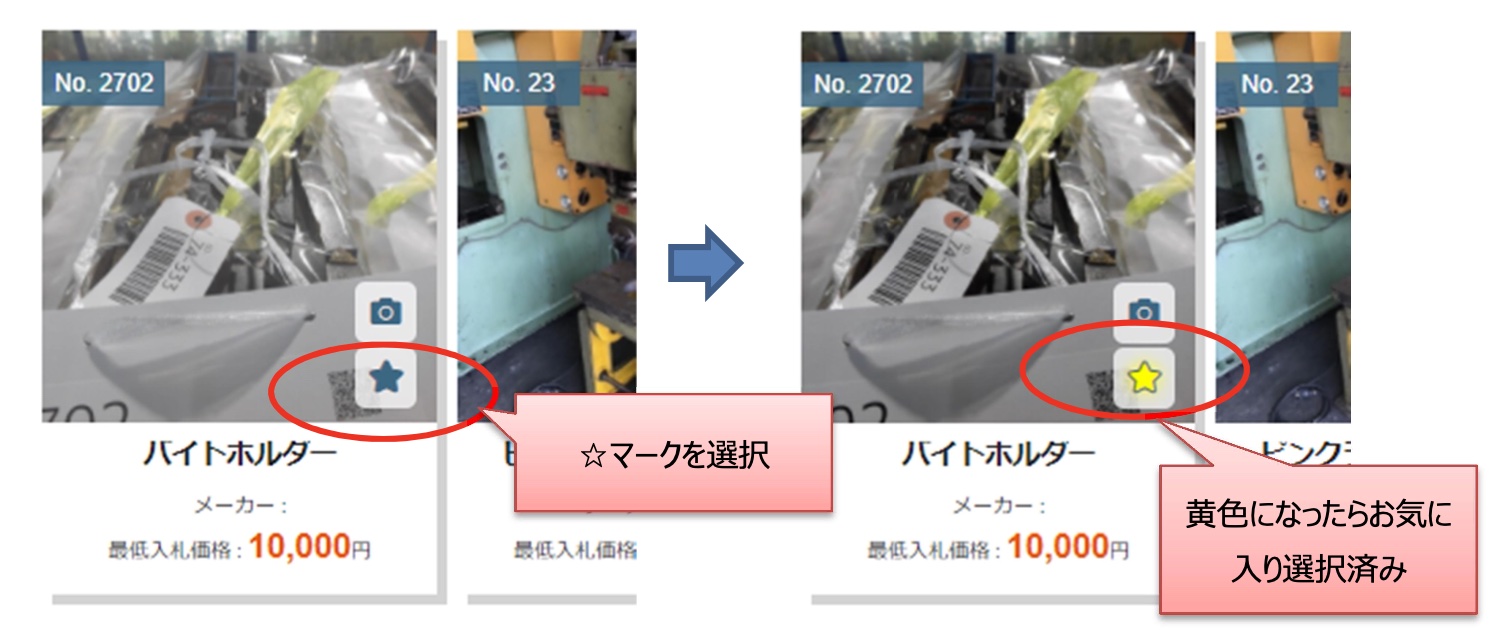 No. 2702
No. 23
7A-333
702
バイトホルダー
メーカー :
最低入札価格 : 10,000円
最低入札価格
☆マークを選択
No. 2702
No. 23
7A-333
02
バイトホルダー
メーカー :
最低入札価格 : 10,000円
ビンク
黄色になったらお気に
入り選択済み